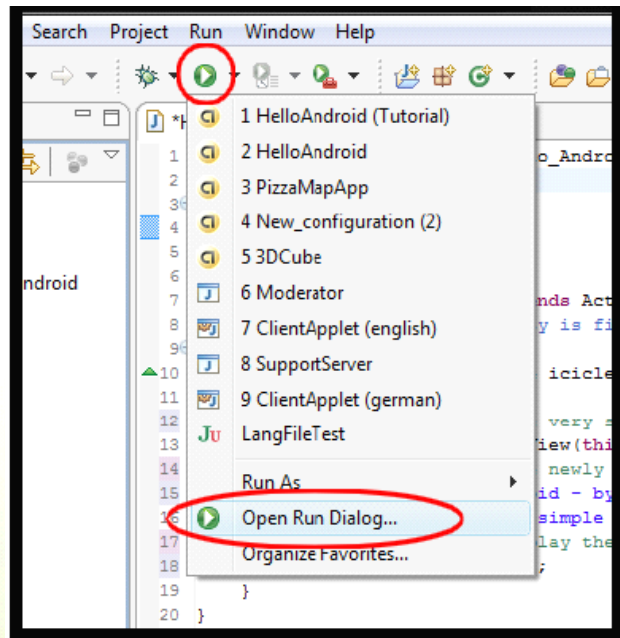 Search Project Run Window Help
*H
1 HelloAndroid (Tutorial)
2 HelloAndroid
3 PizzaMapApp
4 New_configuration (2)
5 3DCube
6 Moderator
7 ClientApplet (english)
8 SupportServer
9 ClientApplet (german)
LangFileTest
Run As
Open Run Dialog...
Organize Favorites...
ndroid
1 o_Andro
2
3
4
5
6
7 nds Act
8 y is fi
9
10 icicle
11
12 very s
13 iew(thi
14 newly
15 id - by
16 simple
17 lay the
18 ;
19 }
20 }